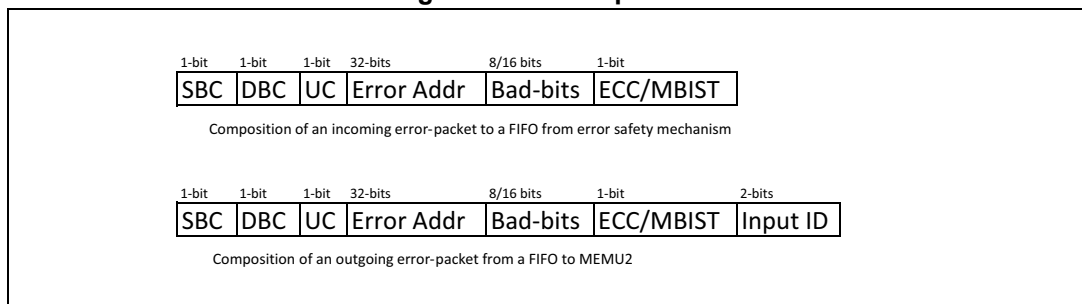 1-bit 1-bit 1-bit 32-bits 8/16 bits 1-bit
SBC DBC UC Error Addr Bad-bits ECC/MBIST
Composition of an incoming error-packet to a FIFO from error safety mechanism
1-bit 1-bit 1-bit 32-bits 8/16 bits 1-bit 2-bits
SBC DBC UC Error Addr Bad-bits ECC/MBIST Input ID
Composition of an outgoing error-packet from a FIFO to MEMU2